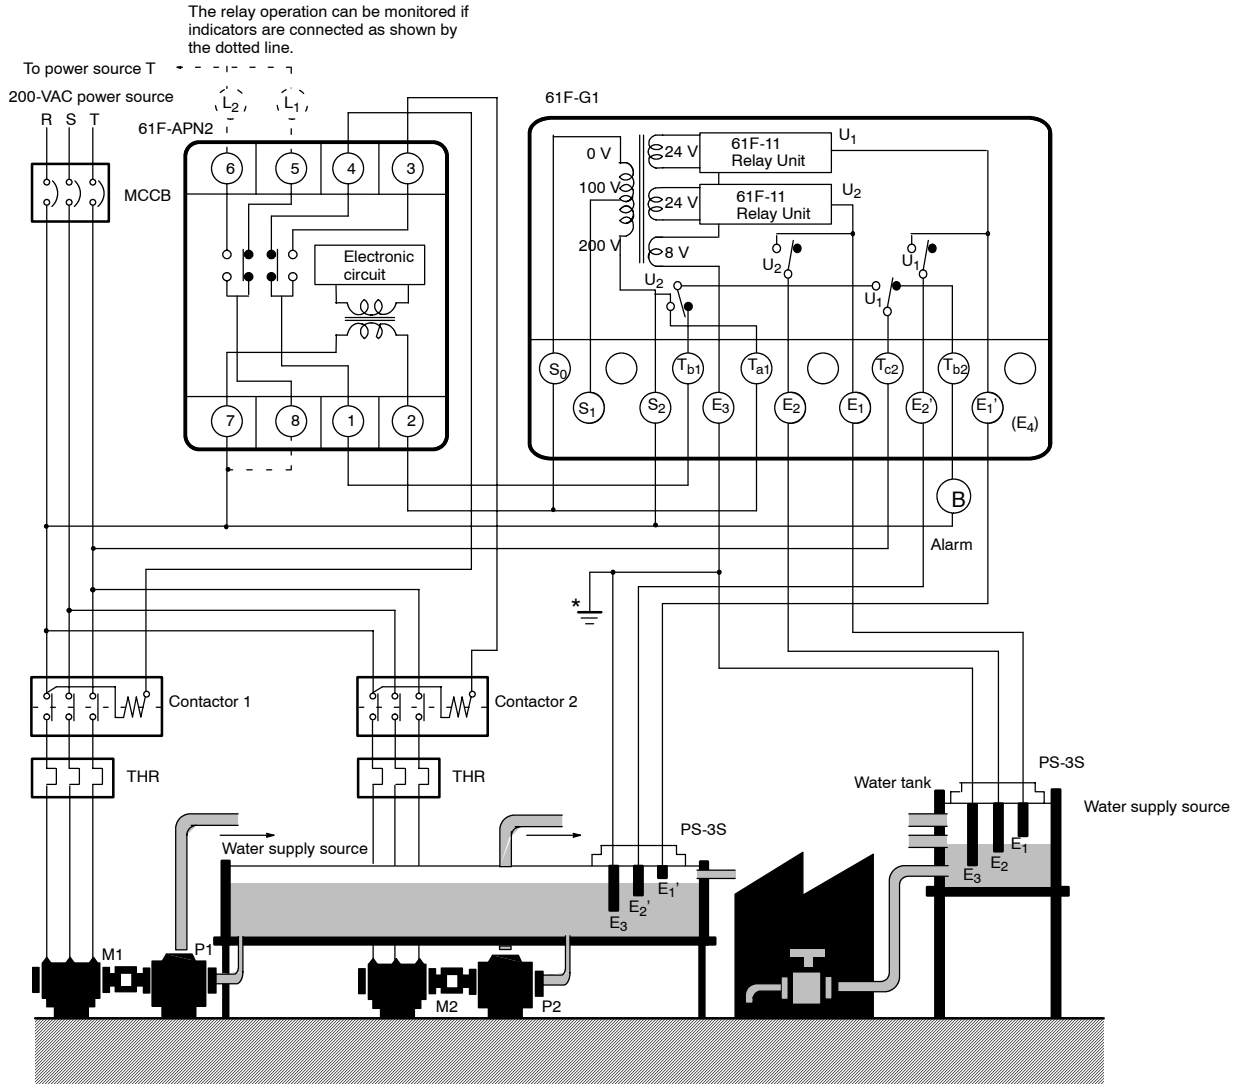 The relay operation can be monitored if
indicators are connected as shown by
the dotted line.
To power source T
200-VAC power source
R S T
L2 L1
61F-APN2
61F-G1
MCCB
6 5 4 3
Electronic
circuit
7 8 1 2
0 V
100 V
200 V
24 V
24 V
8 V
61F-11
Relay Unit
U1
61F-11
Relay Unit
U2
U2
U1
U2
U1
S0 Tb1 Ta1 Tc2 Tb2
S1 S2 E3 E2 E1 E2' E1' (E4)
B
Alarm
*
Contactor 1
Contactor 2
THR
THR
PS-3S
Water tank
Water supply source
PS-3S
Water supply source
E1
E2
E3
E1'
E2'
E3
M1
P1
M2
P2